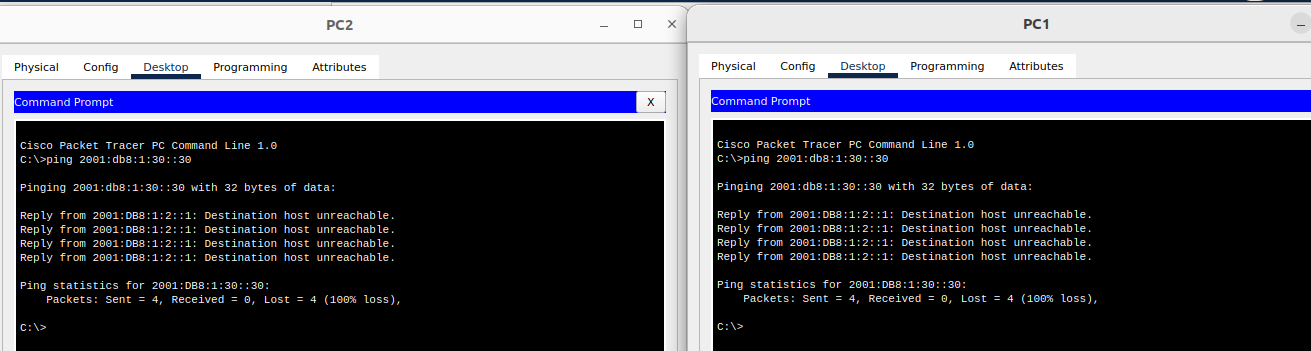 PC2
Physical Config Desktop Programming Attributes
Command Prompt
X
Cisco Packet Tracer PC Command Line 1.0
C:\>ping 2001:db8:1:30::30
Pinging 2001:db8:1:30::30 with 32 bytes of data:
Reply from 2001:DB8:1:2::1: Destination host unreachable.
Reply from 2001:DB8:1:2::1: Destination host unreachable.
Reply from 2001:DB8:1:2::1: Destination host unreachable.
Reply from 2001:DB8:1:2::1: Destination host unreachable.
Ping statistics for 2001:DB8:1:30::30:
Packets: Sent = 4, Received = 0, Lost = 4 (100% loss),
C:\>
PC1
Physical Config Desktop Programming Attributes
Command Prompt
Cisco Packet Tracer PC Command Line 1.0
C:\>ping 2001:db8:1:30::30
Pinging 2001:db8:1:30::30 with 32 bytes of data:
Reply from 2001:DB8:1:2::1: Destination host unreachable.
Reply from 2001:DB8:1:2::1: Destination host unreachable.
Reply from 2001:DB8:1:2::1: Destination host unreachable.
Reply from 2001:DB8:1:2::1: Destination host unreachable.
Ping statistics for 2001:DB8:1:30::30:
Packets: Sent = 4, Received = 0, Lost = 4 (100% loss),
C:\>